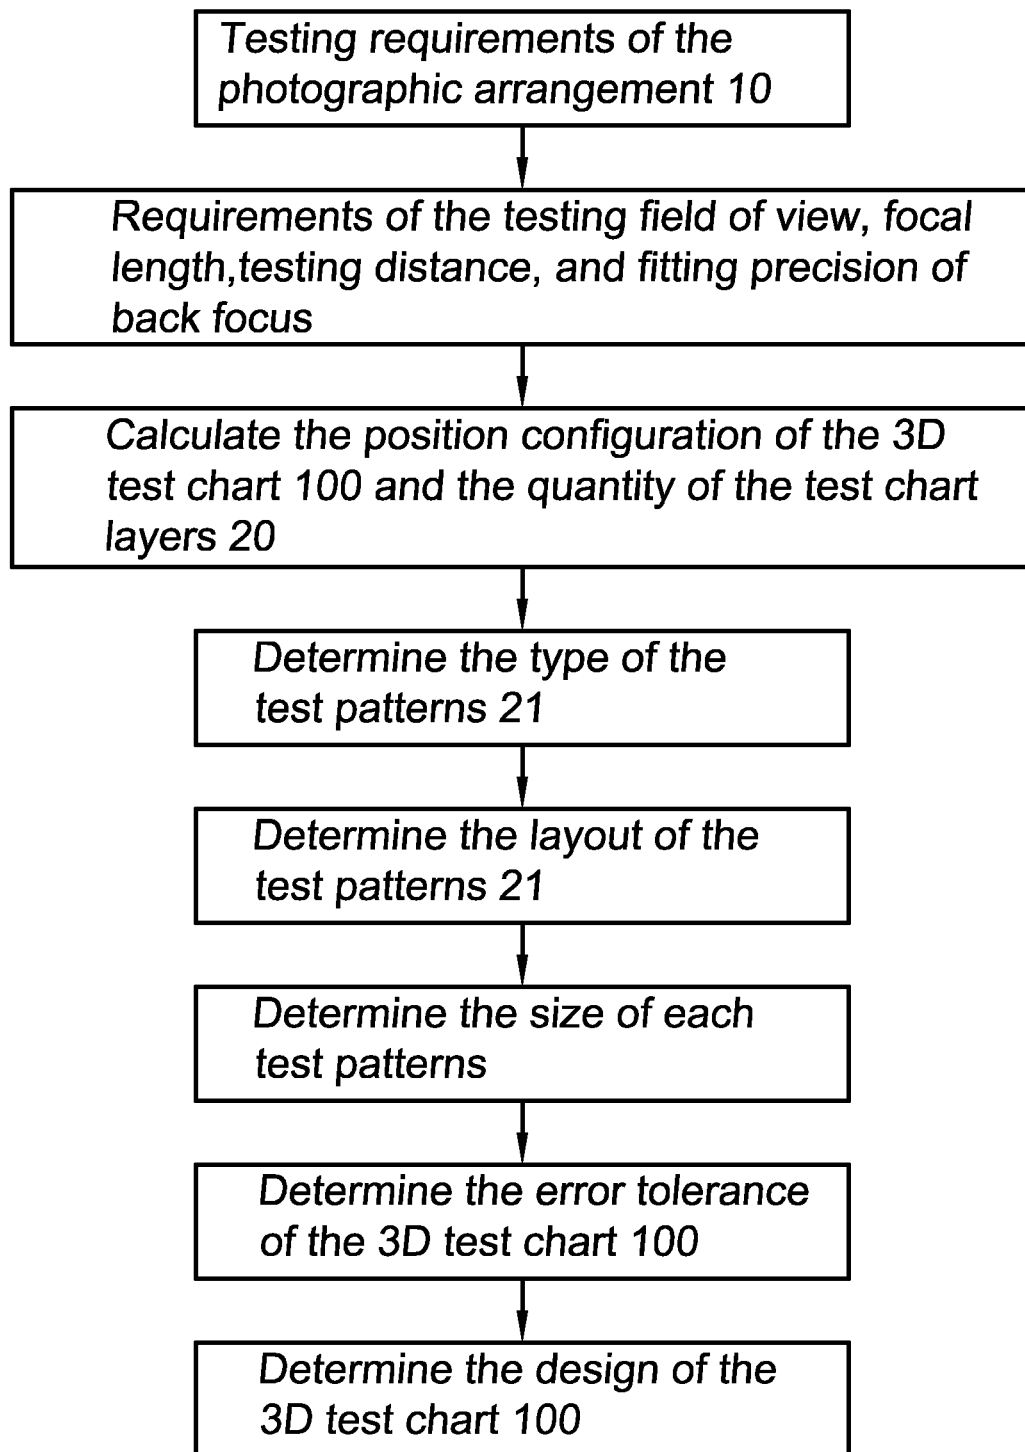 Testing requirements of the
photographic arrangement 10
Requirements of the testing field of view, focal
length,testing distance, and fitting precision of
back focus
Calculate the position configuration of the 3D
test chart 100 and the quantity of the test chart
layers 20
Determine the type of the
test patterns 21
Determine the layout of the
test patterns 21
Determine the size of each
test patterns
Determine the error tolerance
of the 3D test chart 100
Determine the design of the
3D test chart 100